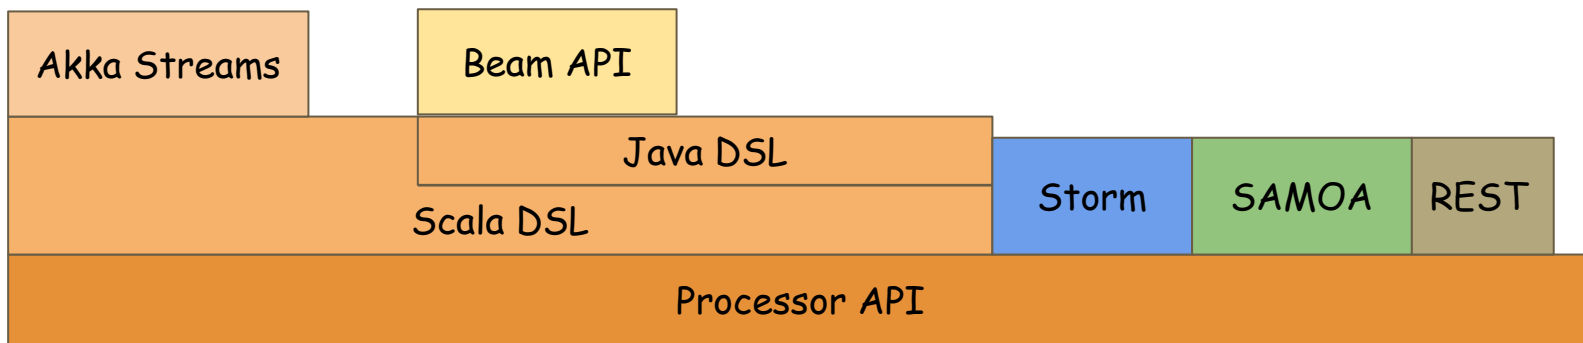 Akka Streams
Beam API
Java DSL
Scala DSL
Storm
SAMOA
REST
Processor API